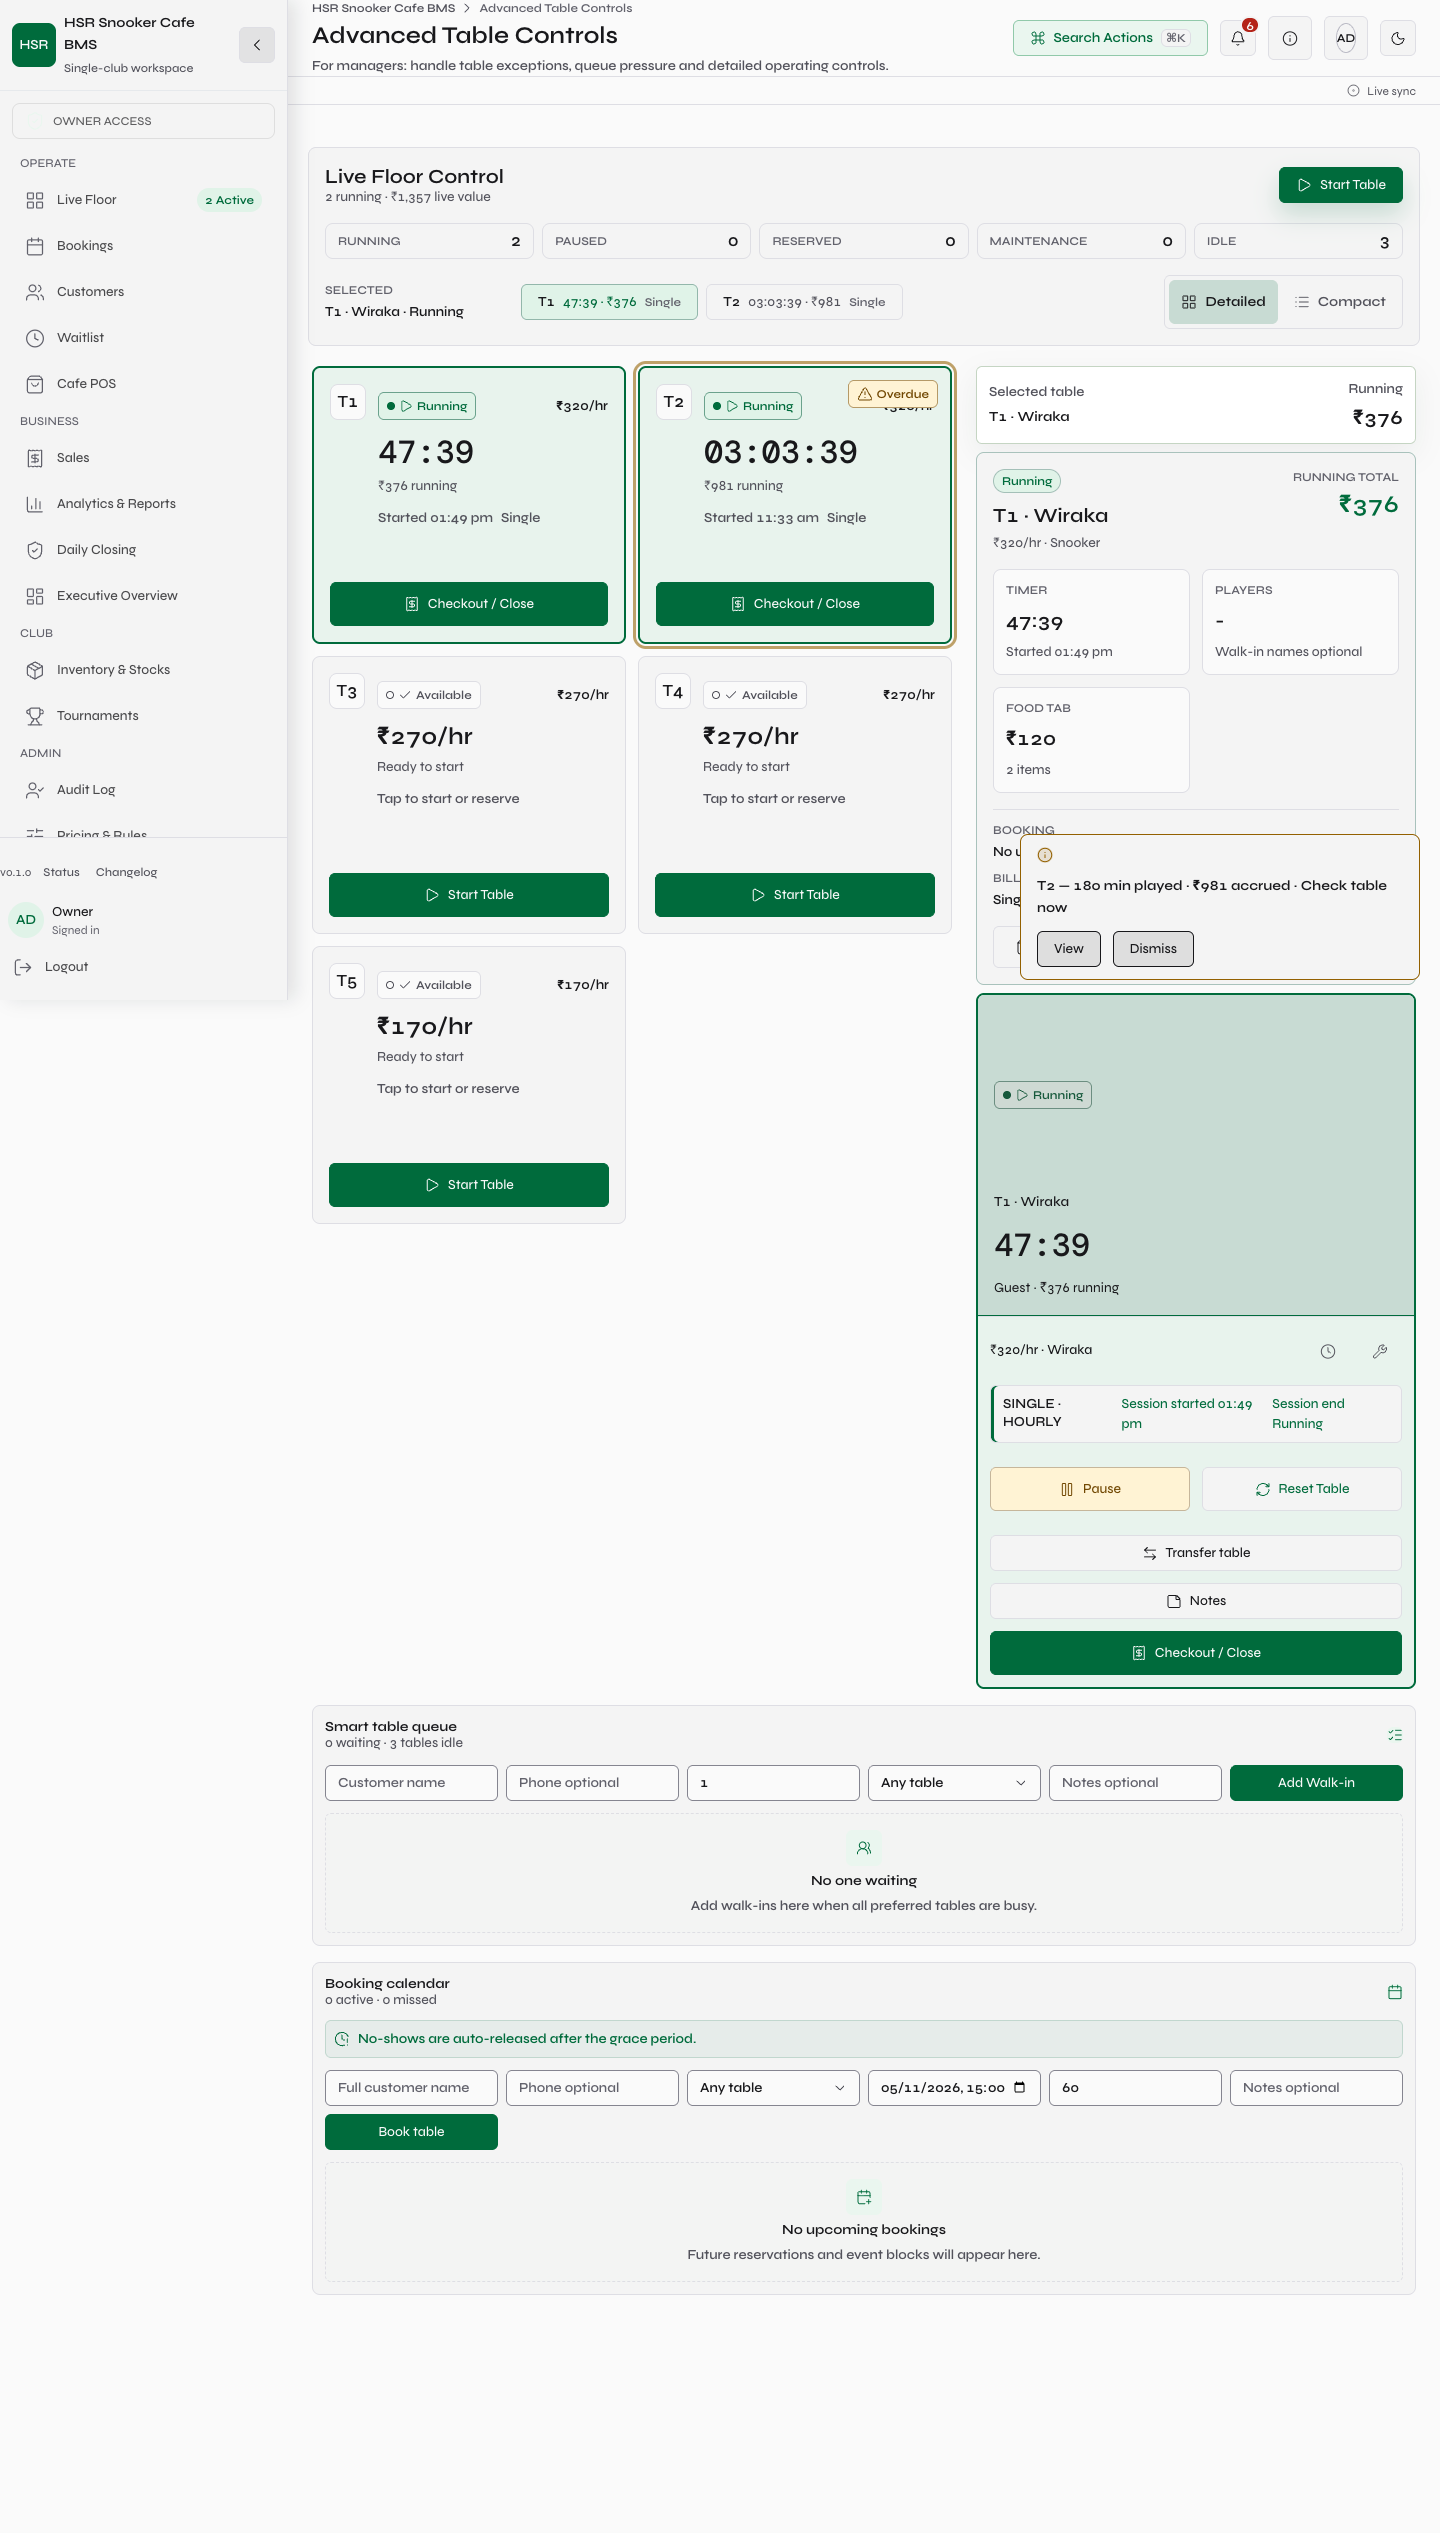 HSR
HSR Snooker Cafe
BMS
Single-club workspace
OWNER ACCESS
OPERATE
Live Floor
2 Active
Bookings
Customers
Waitlist
Cafe POS
BUSINESS
Sales
Analytics & Reports
Daily Closing
Executive Overview
CLUB
Inventory & Stocks
Tournaments
ADMIN
Audit Log
Pricing & Rules
v0.1.0 Status Changelog
AD
Owner
Signed in
Logout
HSR Snooker Cafe BMS > Advanced Table Controls
Advanced Table Controls
For managers: handle table exceptions, queue pressure and detailed operating controls.
Search Actions ⌘K
6
AD
Live sync
Live Floor Control
2 running · ₹1,357 live value
Start Table
RUNNING 2
PAUSED 0
RESERVED 0
MAINTENANCE 0
IDLE 3
SELECTED
T1 · Wiraka · Running
T1 47:39 · ₹376 Single
T2 03:03:39 · ₹981 Single
Detailed
Compact
T1
Running
₹320/hr
47:39
₹376 running
Started 01:49 pm Single
Checkout / Close
T2
Running
Overdue
₹320/hr
03:03:39
₹981 running
Started 11:33 am Single
Checkout / Close
T3
Available
₹270/hr
₹270/hr
Ready to start
Tap to start or reserve
Start Table
T4
Available
₹270/hr
₹270/hr
Ready to start
Tap to start or reserve
Start Table
T5
Available
₹170/hr
₹170/hr
Ready to start
Tap to start or reserve
Start Table
Selected table
T1 · Wiraka
Running
₹376
Running
T1 · Wiraka
₹320/hr · Snooker
RUNNING TOTAL
₹376
TIMER
47:39
Started 01:49 pm
PLAYERS
-
Walk-in names optional
FOOD TAB
₹120
2 items
BOOKING
No
BILL
Sing
T2 — 180 min played · ₹981 accrued · Check table
now
View
Dismiss
Running
T1 · Wiraka
47:39
Guest · ₹376 running
₹320/hr · Wiraka
SINGLE ·
HOURLY
Session started 01:49
pm
Session end
Running
Pause
Reset Table
Transfer table
Notes
Checkout / Close
Smart table queue
0 waiting · 3 tables idle
Customer name
Phone optional
1
Any table
Notes optional
Add Walk-in
No one waiting
Add walk-ins here when all preferred tables are busy.
Booking calendar
0 active · 0 missed
No-shows are auto-released after the grace period.
Full customer name
Phone optional
Any table
05/11/2026, 15:00
60
Notes optional
Book table
No upcoming bookings
Future reservations and event blocks will appear here.